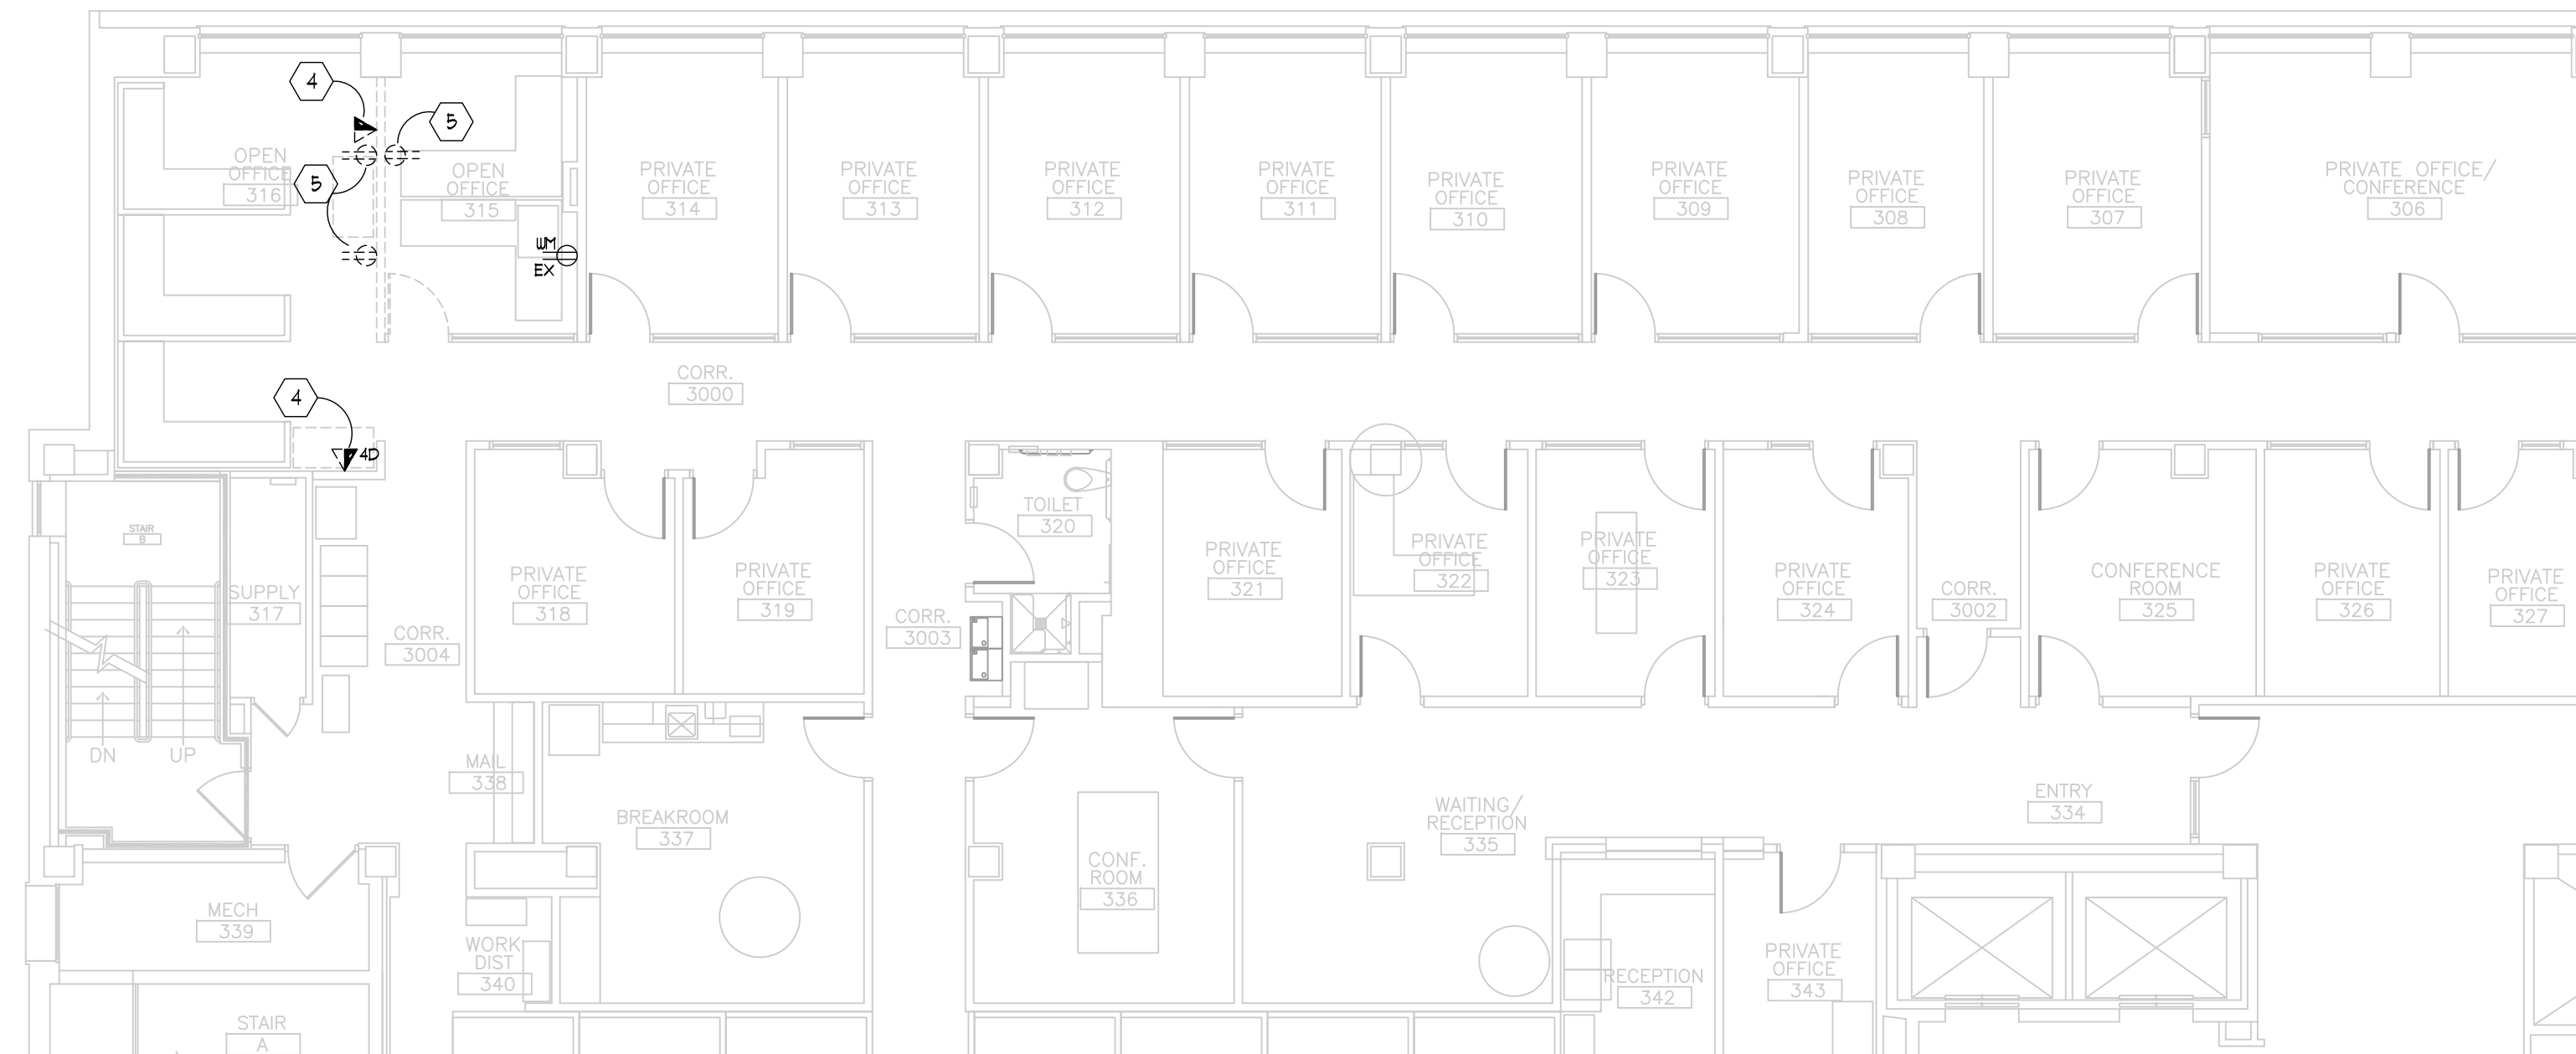 4
5
OPEN
OFFICE
316
5
OPEN
OFFICE
315
WM
EX
PRIVATE
OFFICE
314
PRIVATE
OFFICE
313
PRIVATE
OFFICE
312
PRIVATE
OFFICE
311
PRIVATE
OFFICE
310
PRIVATE
OFFICE
309
PRIVATE
OFFICE
308
PRIVATE
OFFICE
307
PRIVATE OFFICE/
CONFERENCE
306
CORR.
3000
4
4D
STAIR
B
SUPPLY
317
CORR.
3004
PRIVATE
OFFICE
318
PRIVATE
OFFICE
319
CORR.
3003
TOILET
320
PRIVATE
OFFICE
321
PRIVATE
OFFICE
322
PRIVATE
OFFICE
323
PRIVATE
OFFICE
324
CORR.
3002
CONFERENCE
ROOM
325
PRIVATE
OFFICE
326
PRIVATE
OFFICE
327
DN
UP
MAIL
338
BREAKROOM
337
CONF.
ROOM
336
WAITING/
RECEPTION
335
ENTRY
334
MECH
339
WORK
DIST
340
RECEPTION
342
PRIVATE
OFFICE
343
STAIR
A